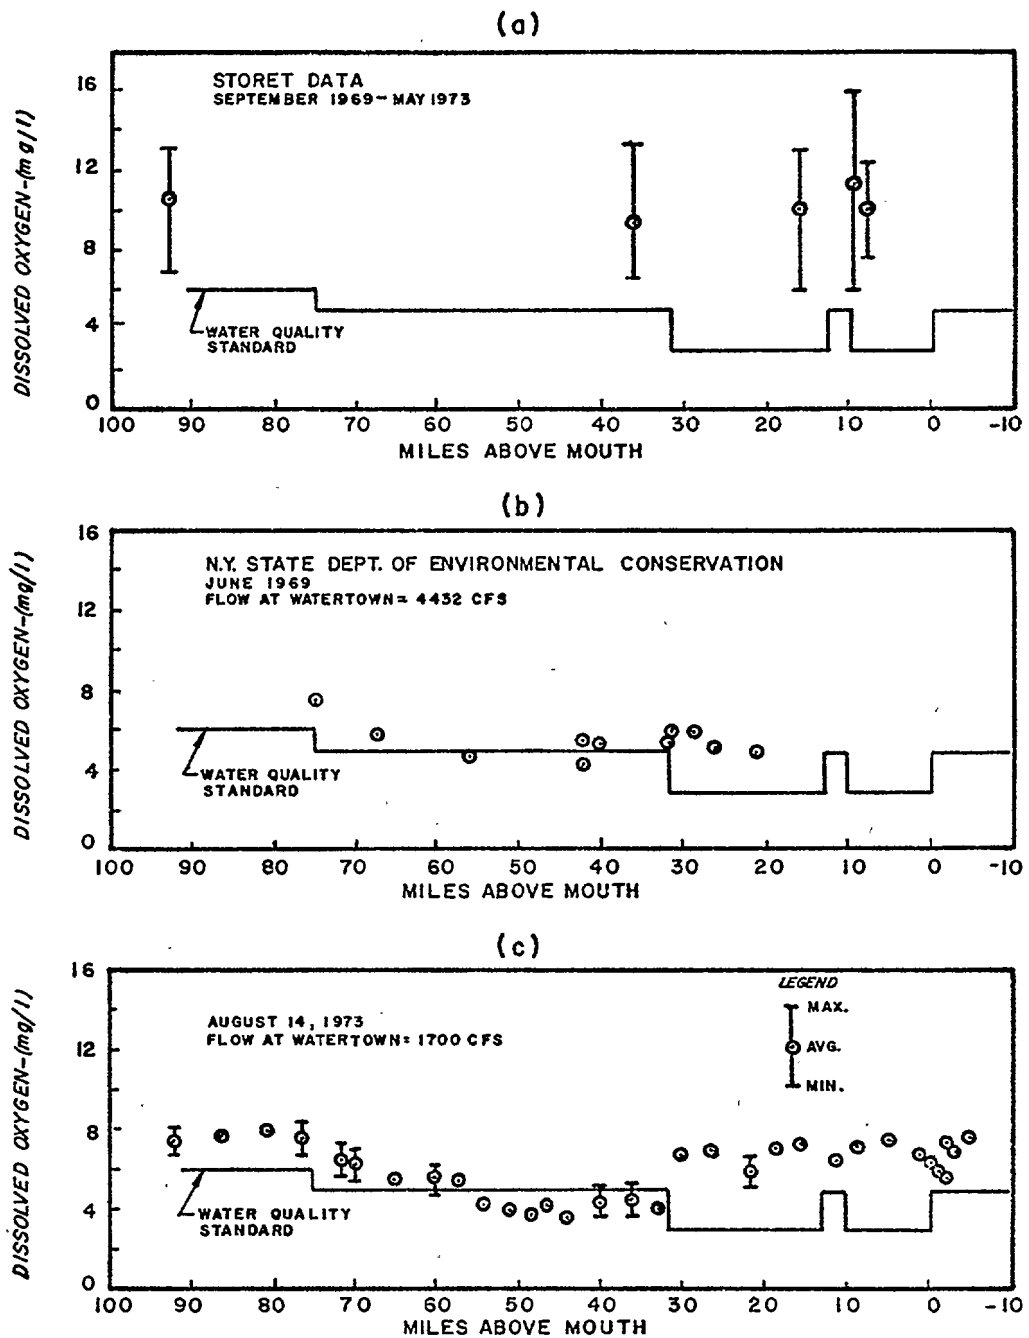 (a)
STORET DATA
SEPTEMBER 1969-MAY 1973
DISSOLVED OXYGEN-(mg/l)
16
12
8
4
0
WATER QUALITY
STANDARD
100 90 80 70 60 50 40 30 20 10 0 -10
MILES ABOVE MOUTH
(b)
N.Y. STATE DEPT. OF ENVIRONMENTAL CONSERVATION
JUNE 1969
FLOW AT WATERTOWN= 4432 CFS
DISSOLVED OXYGEN-(mg/l)
16
12
8
4
0
WATER QUALITY
STANDARD
100 90 80 70 60 50 40 30 20 10 0 -10
MILES ABOVE MOUTH
(c)
LEGEND
MAX.
AVG.
MIN.
AUGUST 14, 1973
FLOW AT WATERTOWN= 1700 CFS
DISSOLVED OXYGEN-(mg/l)
16
12
8
4
0
WATER QUALITY
STANDARD
100 90 80 70 60 50 40 30 20 10 0 -10
MILES ABOVE MOUTH